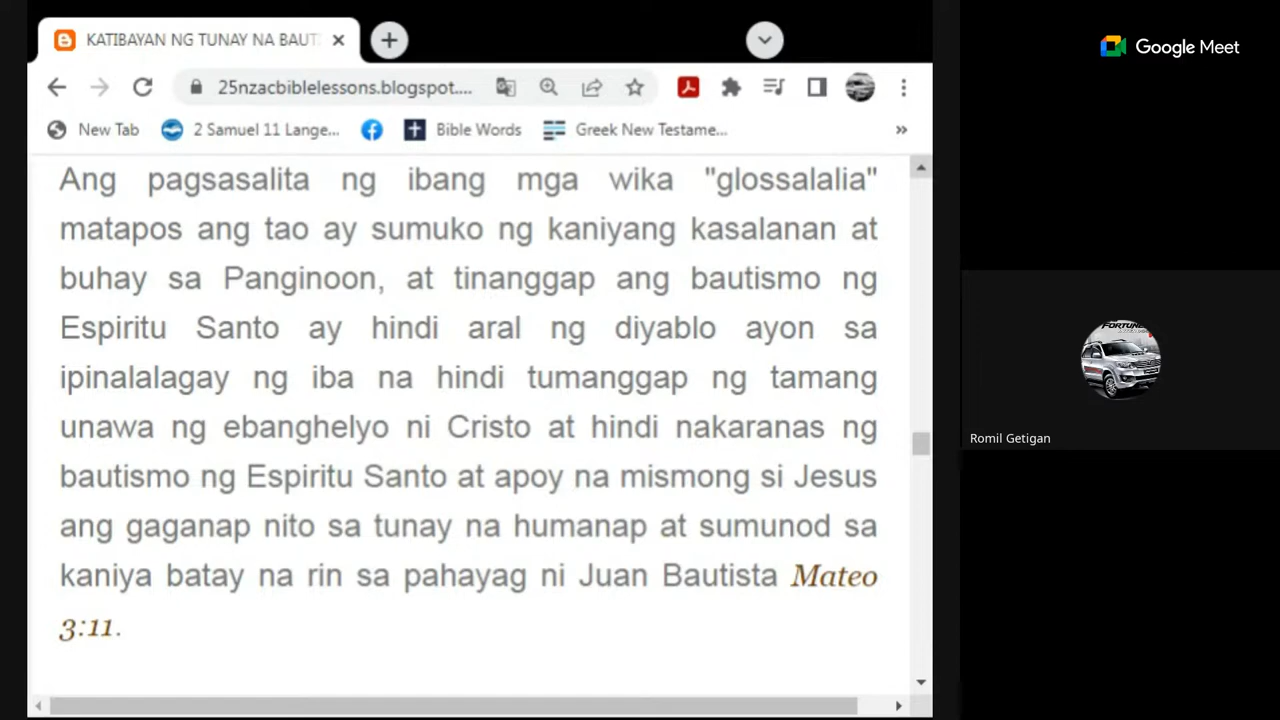 KATIBAYAN NG TUNAY NA BAUT
Google Meet
25nzacbiblelessons.blogspot....
New Tab
2 Samuel 11 Lange...
Bible Words
Greek New Testame...
»
Ang pagsasalita ng ibang mga wika "glossalalia"
matapos ang tao ay sumuko ng kaniyang kasalanan at
buhay sa Panginoon, at tinanggap ang bautismo ng
Espiritu Santo ay hindi aral ng diyablo ayon sa
ipinalalagay ng iba na hindi tumanggap ng tamang
unawa ng ebanghelyo ni Cristo at hindi nakaranas ng
bautismo ng Espiritu Santo at apoy na mismong si Jesus
ang gaganap nito sa tunay na humanap at sumunod sa
kaniya batay na rin sa pahayag ni Juan Bautista Mateo
3:11.
FORTUNE
Romil Getigan